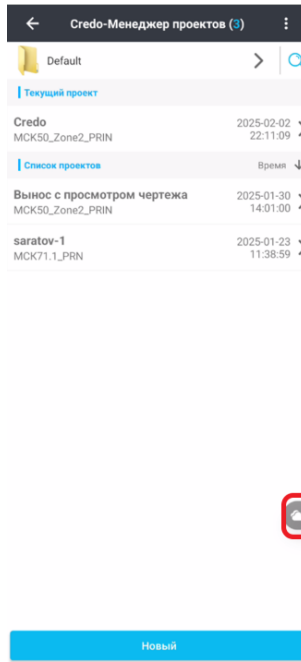 Credo-Менеджер проектов (3)
Default
Текущий проект
Credo
2025-02-02
MCK50_Zone2_PRIN
22:11:09
Список проектов
Время
Вынос с просмотром чертежа
2025-01-30
MCK50_Zone2_PRIN
14:01:00
saratov-1
2025-01-23
MCK71.1_PRN
11:38:59
Новый